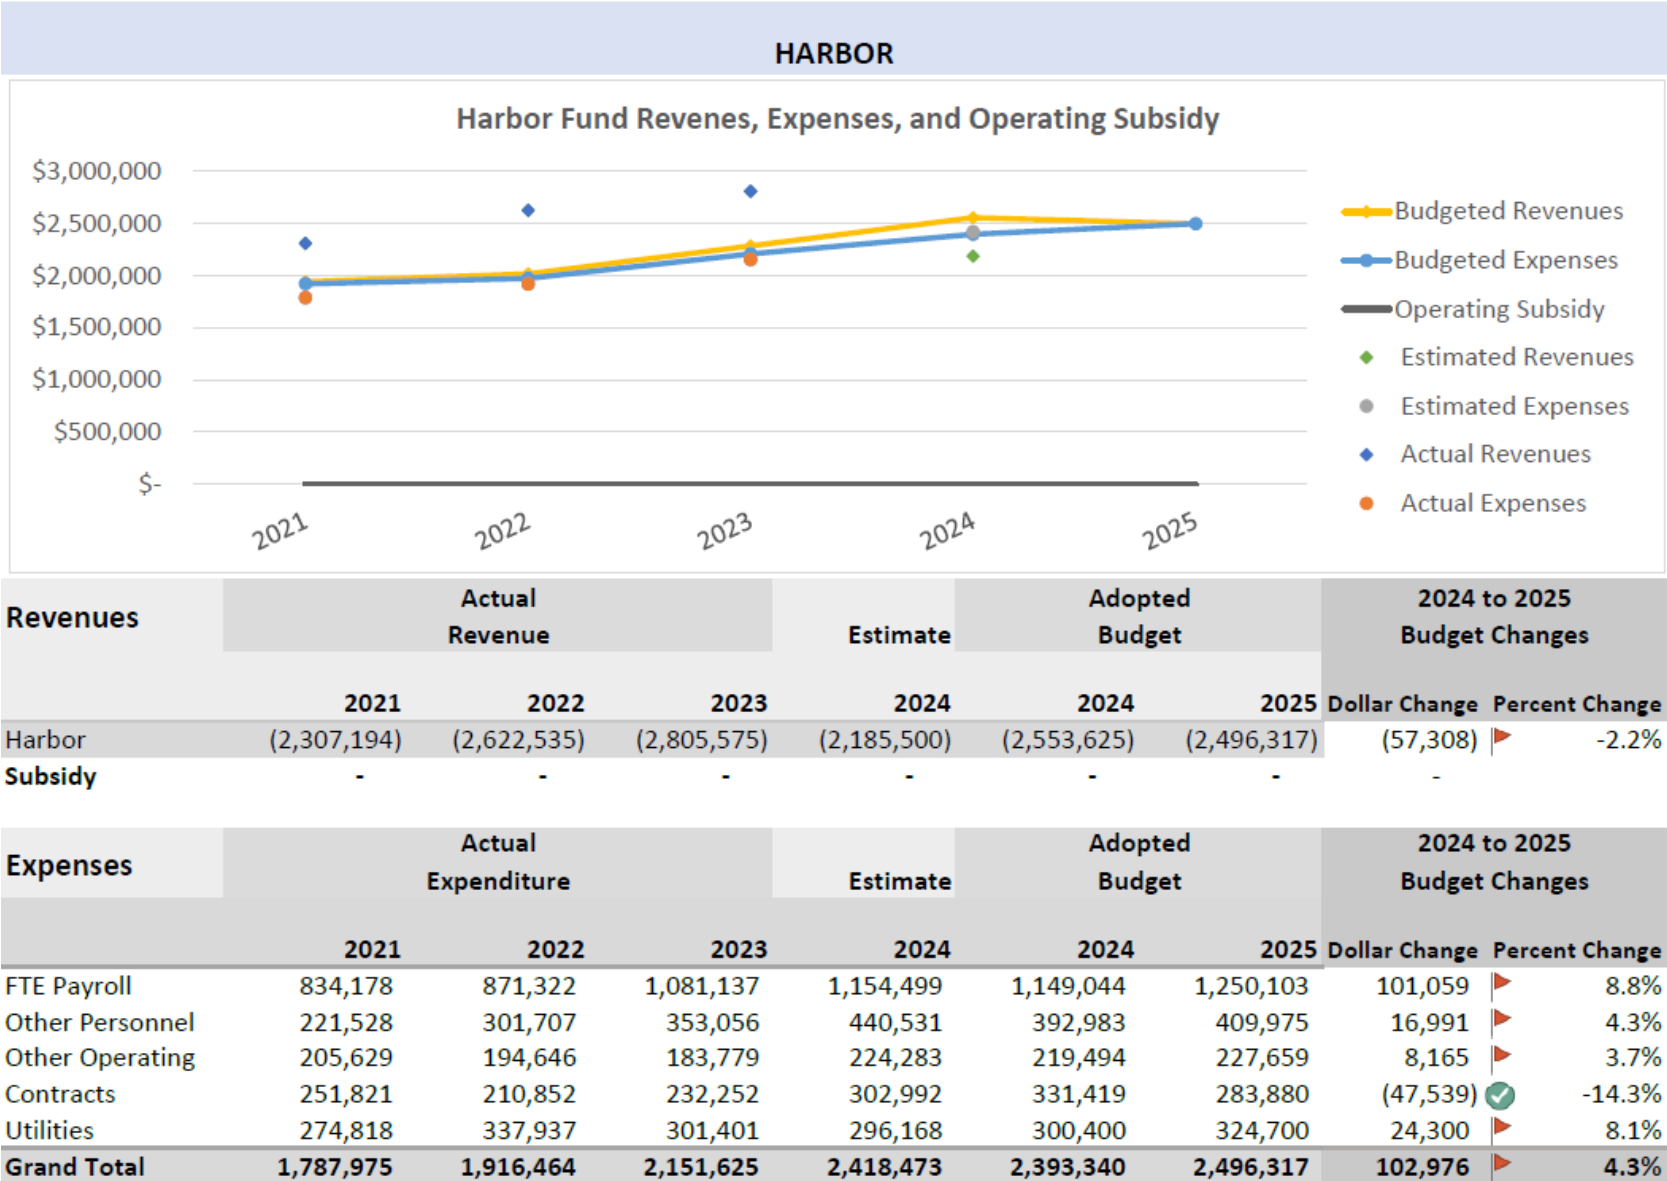 HARBOR
Harbor Fund Revenes, Expenses, and Operating Subsidy
$3,000,000
$2,500,000
$2,000,000
$1,500,000
$1,000,000
$500,000
$-
2021 2022 2023 2024 2025
Budgeted Revenues
Budgeted Expenses
Operating Subsidy
Estimated Revenues
Estimated Expenses
Actual Revenues
Actual Expenses
Revenues Actual Adopted 2024 to 2025
Revenue Estimate Budget Budget Changes
2021 2022 2023 2024 2024 2025 Dollar Change Percent Change
Harbor (2,307,194) (2,622,535) (2,805,575) (2,185,500) (2,553,625) (2,496,317) (57,308) -2.2%
Subsidy - - - - - - -
Expenses Actual Adopted 2024 to 2025
Expenditure Estimate Budget Budget Changes
2021 2022 2023 2024 2024 2025 Dollar Change Percent Change
FTE Payroll 834,178 871,322 1,081,137 1,154,499 1,149,044 1,250,103 101,059 8.8%
Other Personnel 221,528 301,707 353,056 440,531 392,983 409,975 16,991 4.3%
Other Operating 205,629 194,646 183,779 224,283 219,494 227,659 8,165 3.7%
Contracts 251,821 210,852 232,252 302,992 331,419 283,880 (47,539) -14.3%
Utilities 274,818 337,937 301,401 296,168 300,400 324,700 24,300 8.1%
Grand Total 1,787,975 1,916,464 2,151,625 2,418,473 2,393,340 2,496,317 102,976 4.3%